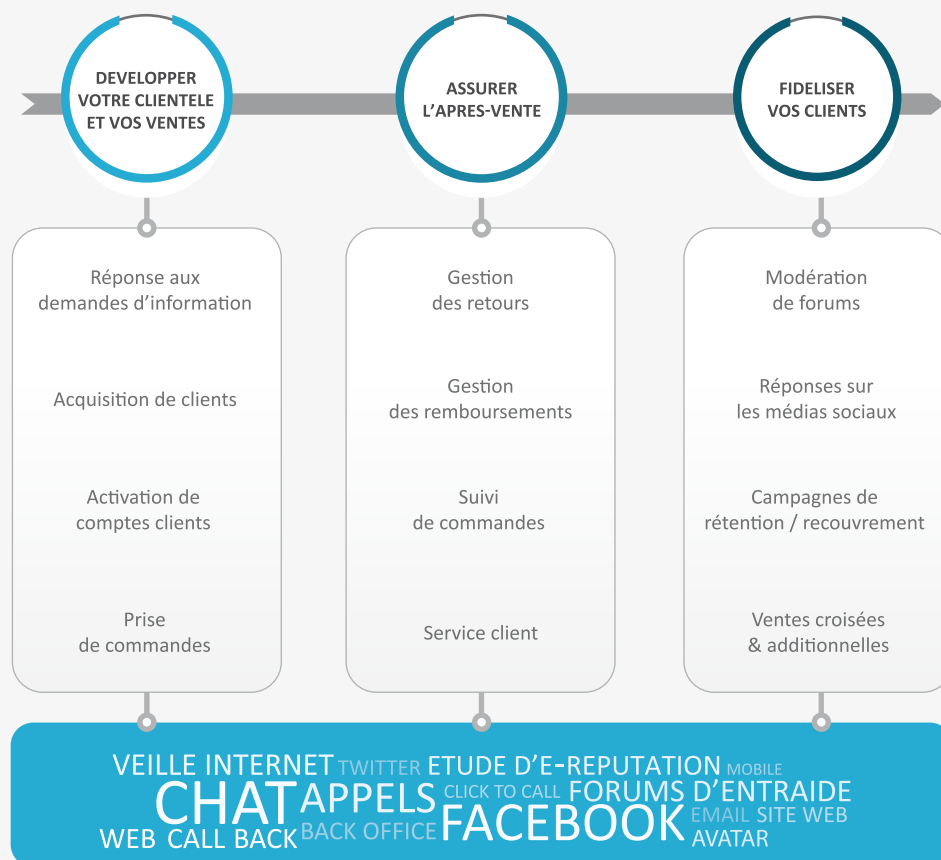 DEVELOPPER
VOTRE CLIENTELE
ET VOS VENTES
ASSURER
L'APRES-VENTE
FIDELISER
VOS CLIENTS
Réponse aux
demandes d'information
Acquisition de clients
Activation de
comptes clients
Prise
de commandes
Gestion
des retours
Gestion
des remboursements
Suivi
de commandes
Service client
Modération
de forums
Réponses sur
les médias sociaux
Campagnes de
rétention / recouvrement
Ventes croisées
& additionnelles
VEILLE INTERNET TWITTER ETUDE D'E-REPUTATION MOBILE
CHAT APPELS CLICK TO CALL FORUMS D'ENTRAIDE
WEB CALL BACK BACK OFFICE FACEBOOK EMAIL SITE WEB
AVATAR